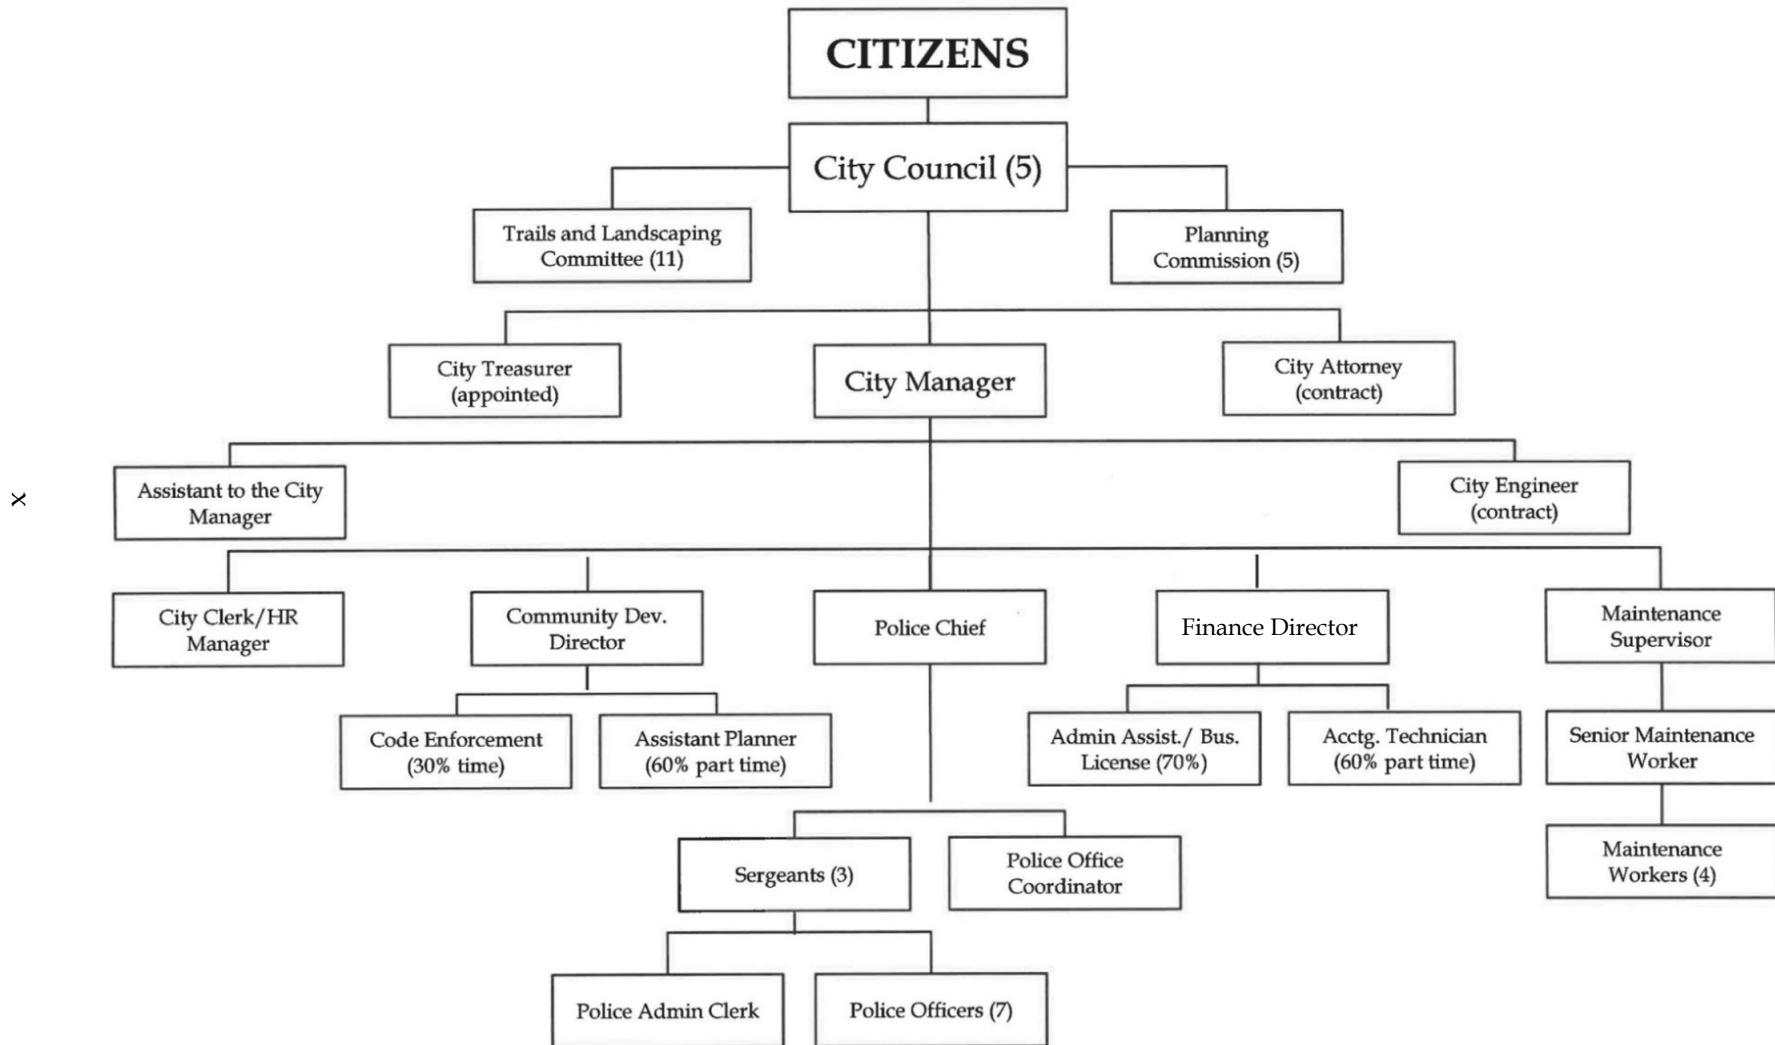 CITIZENS
City Council (5)
Trails and Landscaping
Committee (11)
Planning
Commission (5)
City Treasurer
(appointed)
City Manager
City Attorney
(contract)
Assistant to the City
Manager
City Engineer
(contract)
x
City Clerk/HR
Manager
Community Dev.
Director
Police Chief
Finance Director
Maintenance
Supervisor
Code Enforcement
(30% time)
Assistant Planner
(60% part time)
Admin Assist./ Bus.
License (70%)
Acctg. Technician
(60% part time)
Senior Maintenance
Worker
Sergeants (3)
Police Office
Coordinator
Maintenance
Workers (4)
Police Admin Clerk
Police Officers (7)